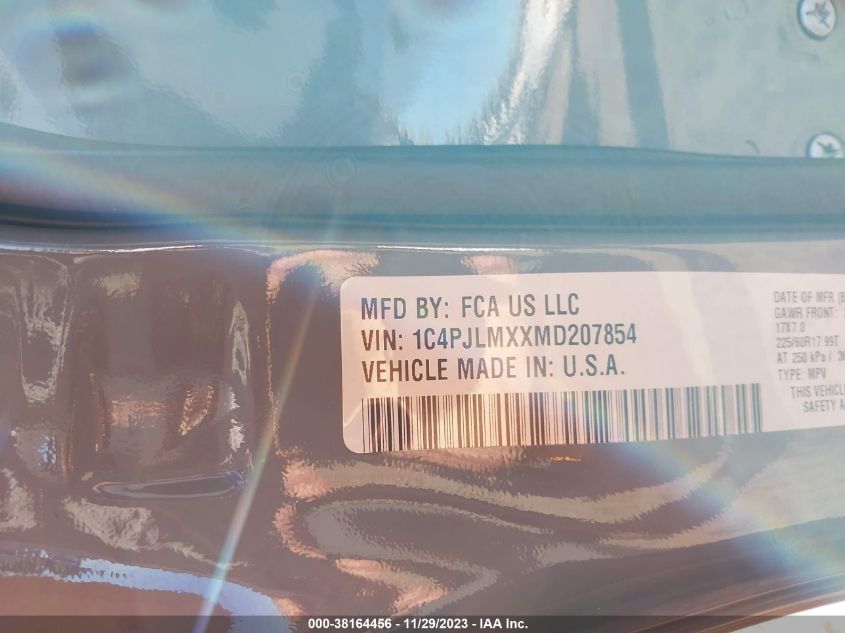 MFD BY: FCA US LLC
VIN: 1C4PJLMXXMD207854
VEHICLE MADE IN: U.S.A.
DATE OF MFR
GAWR FRONT:
17X7.0
225/60R17 99T
AT 250 kPa /
TYPE: MPV
THIS VEHICL
SAFETY A
000-38164456 - 11/29/2023 - IAA Inc.